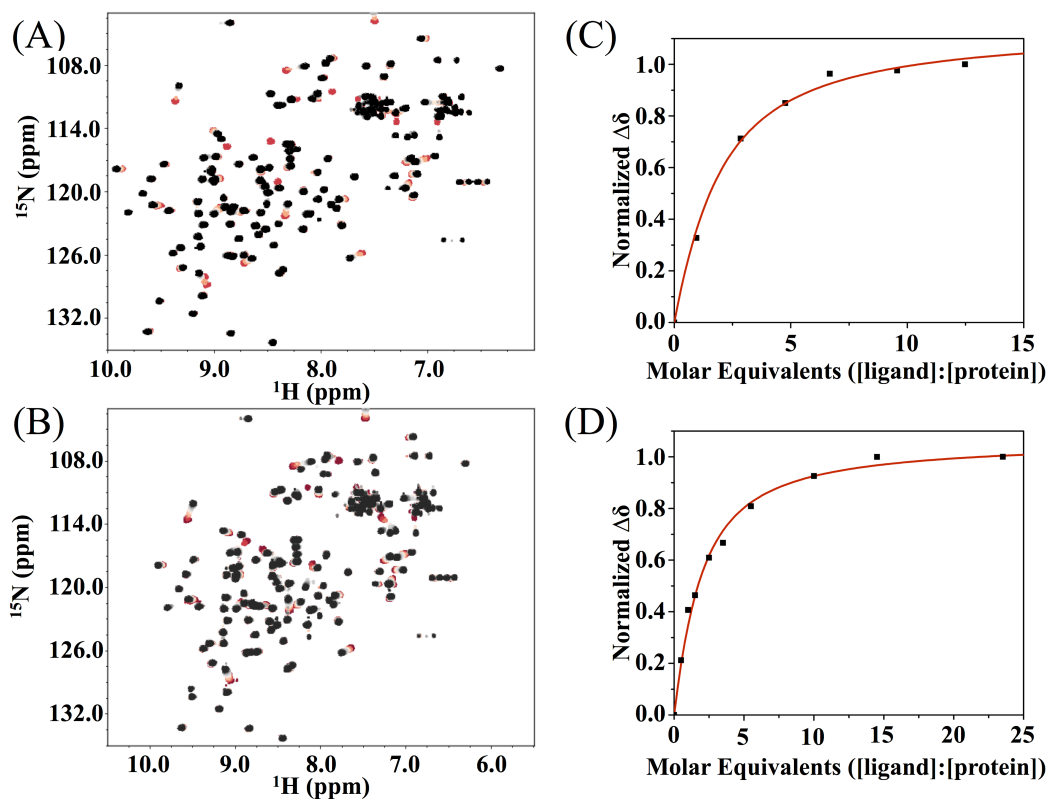 (A)
108.0
114.0
120.0
126.0
132.0
¹⁵N (ppm)
10.0 9.0 8.0 7.0
¹H (ppm)
(B)
108.0
114.0
120.0
126.0
132.0
¹⁵N (ppm)
10.0 9.0 8.0 7.0 6.0
¹H (ppm)
(C)
1.0
0.8
0.6
0.4
0.2
0.0
Normalized Δδ
0 5 10 15
Molar Equivalents ([ligand]:[protein])
(D)
1.0
0.8
0.6
0.4
0.2
0.0
Normalized Δδ
0 5 10 15 20 25
Molar Equivalents ([ligand]:[protein])